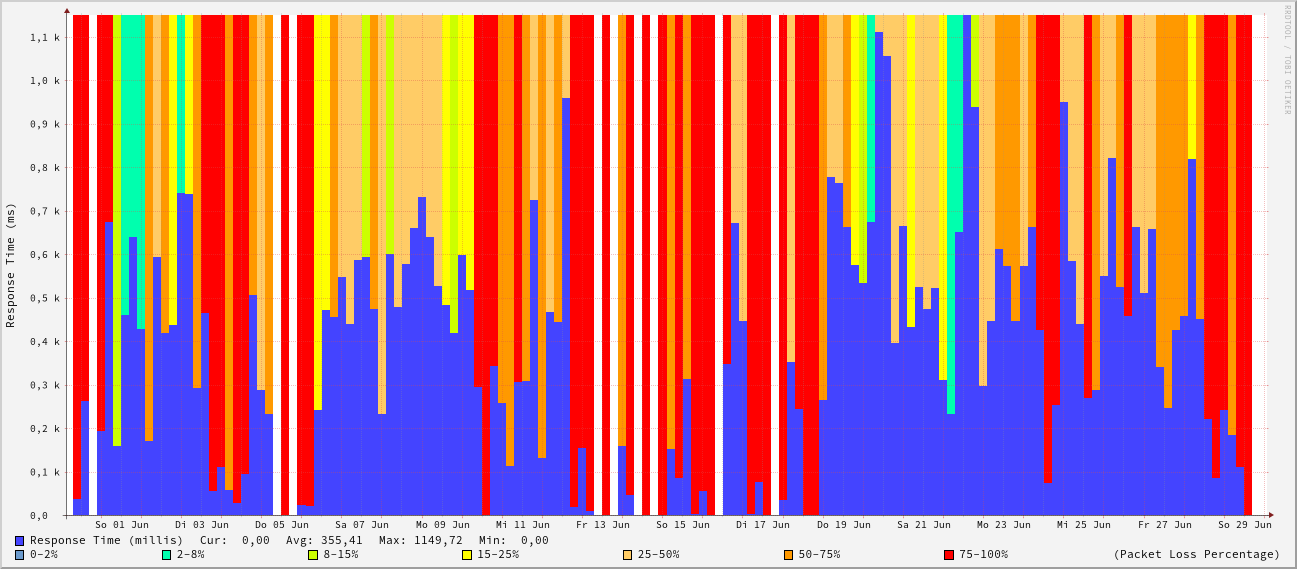 RRDTOOL / TOBI OETIKER
Response Time (ms)
1,1 k
1,0 k
0,9 k
0,8 k
0,7 k
0,6 k
0,5 k
0,4 k
0,3 k
0,2 k
0,1 k
0,0
So 01 Jun Di 03 Jun Do 05 Jun Sa 07 Jun Mo 09 Jun Mi 11 Jun Fr 13 Jun So 15 Jun Di 17 Jun Do 19 Jun Sa 21 Jun Mo 23 Jun Mi 25 Jun Fr 27 Jun So 29 Jun
Response Time (millis) Cur: 0,00 Avg: 355,41 Max: 1149,72 Min: 0,00
0-2% 2-8% 8-15% 15-25% 25-50% 50-75% 75-100% (Packet Loss Percentage)